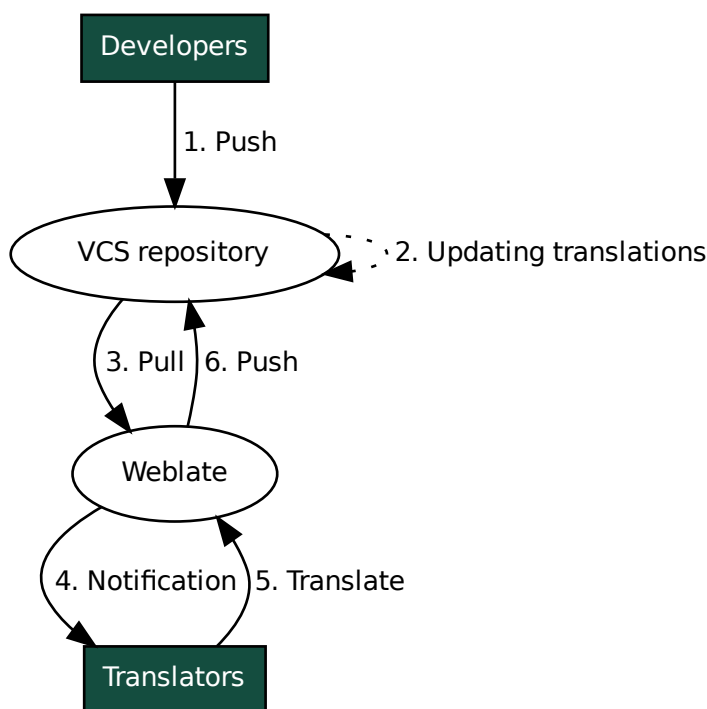 Developers
1. Push
VCS repository
2. Updating translations
3. Pull
6. Push
Weblate
4. Notification
5. Translate
Translators